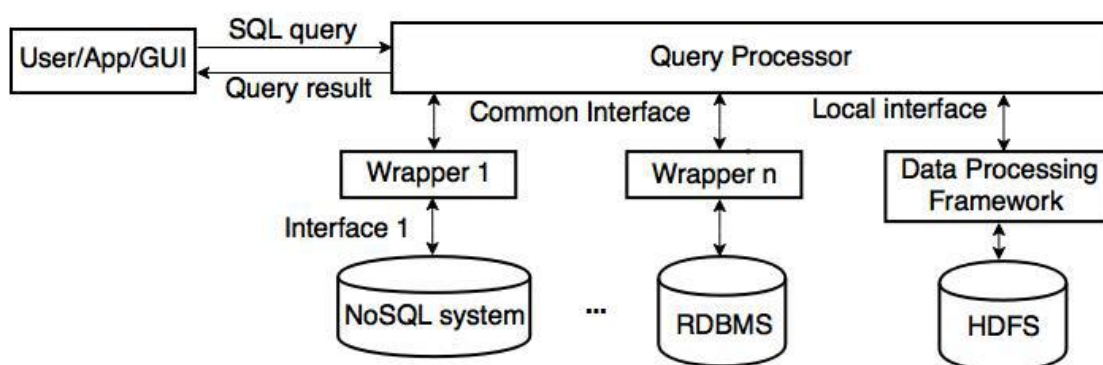 SQL query
User/App/GUI
Query Processor
Query result
Common Interface
Local interface
Wrapper 1
Wrapper n
Data Processing
Framework
Interface 1
NoSQL system
...
RDBMS
HDFS